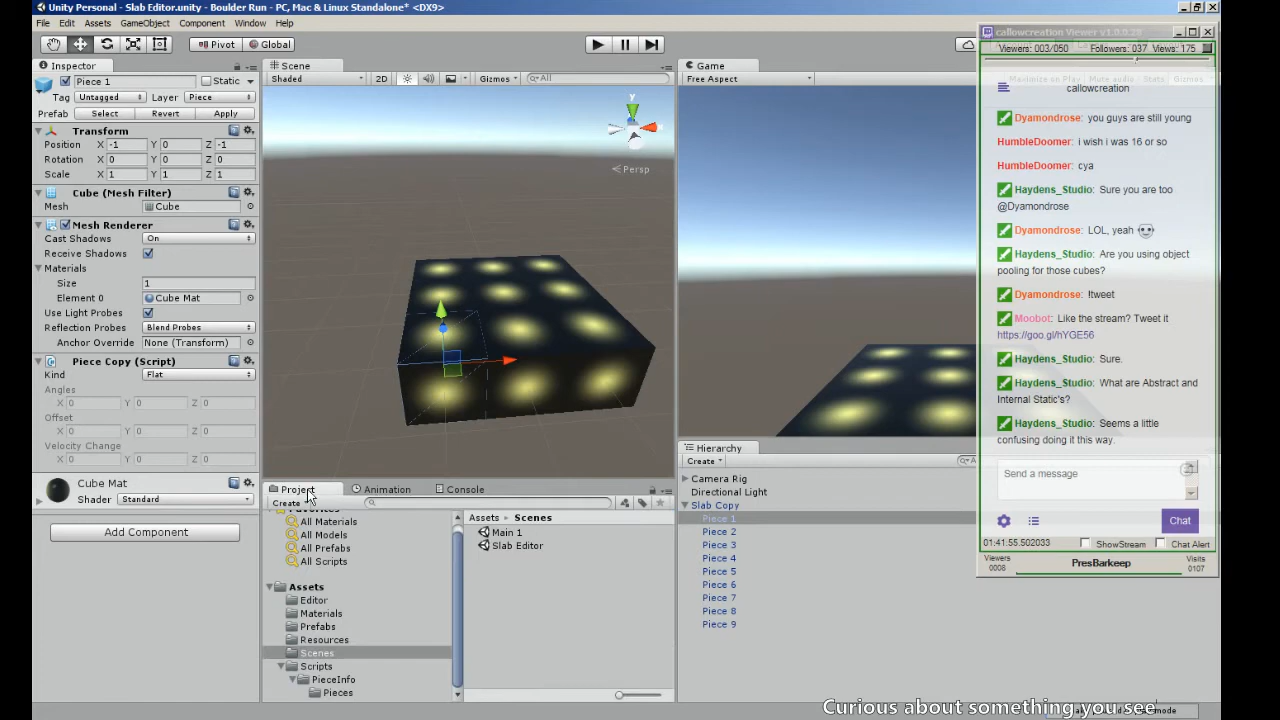 Unity Personal - Slab Editor.unity - Boulder Run - PC, Mac & Linux Standalone* <DX9>
File Edit Assets GameObject Component Window Help
Pivot Global
Inspector
Piece 1 Static
Tag Untagged Layer Piece
Prefab Select Revert Apply
Transform
Position X -1 Y 0 Z -1
Rotation X 0 Y 0 Z 0
Scale X 1 Y 1 Z 1
Cube (Mesh Filter)
Mesh Cube
Mesh Renderer
Cast Shadows On
Receive Shadows
Materials
Size 1
Element 0 Cube Mat
Use Light Probes
Reflection Probes Blend Probes
Anchor Override None (Transform)
Piece Copy (Script)
Kind Flat
Angles
X 0 Y 0 Z 0
Offset
X 0 Y 0 Z 0
Velocity Change
X 0 Y 0 Z 0
Cube Mat
Shader Standard
Add Component
Scene
Shaded 2D Gizmos All
y
Persp
Game
Free Aspect Maximize on Play Mute audio Stats Gizmos
Project Animation Console
Create
Favorites
All Materials
All Models
All Prefabs
All Scripts
Assets
Editor
Materials
Prefabs
Resources
Scenes
Scripts
PieceInfo
Pieces
Assets Scenes
Main 1
Slab Editor
Hierarchy
Create
Camera Rig
Directional Light
Slab Copy
Piece 1
Piece 2
Piece 3
Piece 4
Piece 5
Piece 6
Piece 7
Piece 8
Piece 9
callowcreation Viewer v1.0.0.28
Viewers: 003/050 Followers: 037 Views: 175
callowcreation
Dyamondrose: you guys are still young
HumbleDoomer: i wish i was 16 or so
HumbleDoomer: cya
Haydens_Studio: Sure you are too
@Dyamondrose
Dyamondrose: LOL, yeah
Haydens_Studio: Are you using object
pooling for those cubes?
Dyamondrose: !tweet
Moobot: Like the stream? Tweet it
https://goo.gl/hYGE56
Haydens_Studio: Sure.
Haydens_Studio: What are Abstract and
Internal Static's?
Haydens_Studio: Seems a little
confusing doing it this way.
Send a message
Chat
01:41:55.502033 ShowStream Chat Alert
Viewers
0008
PresBarkeep
Visits
0107
Curious about something you see